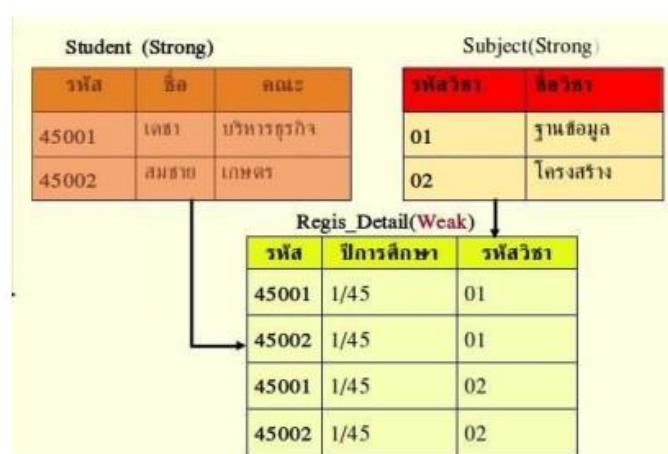 Student (Strong)
รหัส ชื่อ คณะ
45001 เดชา บริหารธุรกิจ
45002 สมชาย เกษตร
Subject(Strong)
รหัสวิชา ชื่อวิชา
01 ฐานข้อมูล
02 โครงสร้าง
Regis_Detail(Weak)
รหัส ปีการศึกษา รหัสวิชา
45001 1/45 01
45002 1/45 01
45001 1/45 02
45002 1/45 02